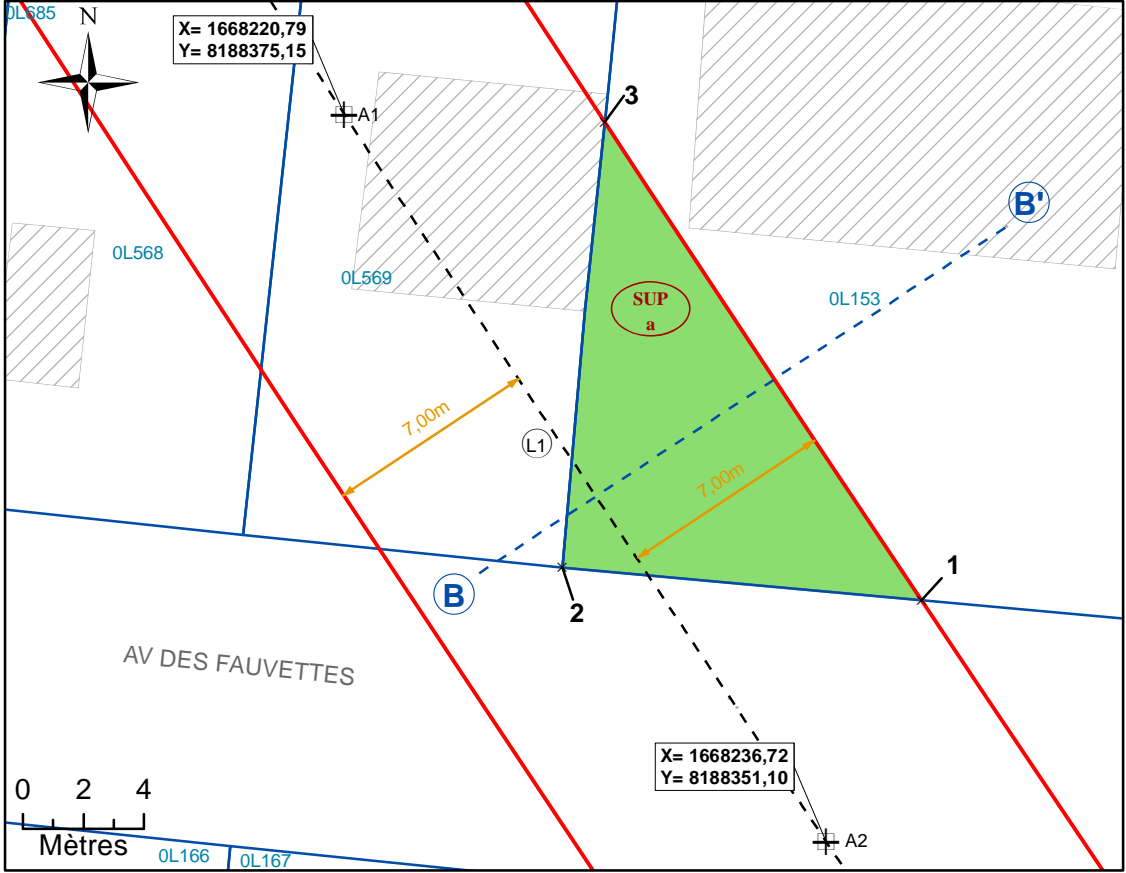 0L685
N
X= 1668220,79
Y= 8188375,15
A1
3
B'
0L568
0L569
SUP
a
0L153
7,00m
L1
7,00m
1
B
2
AV DES FAUVETTES
X= 1668236,72
Y= 8188351,10
0 2 4
Mètres
A2
0L166
0L167